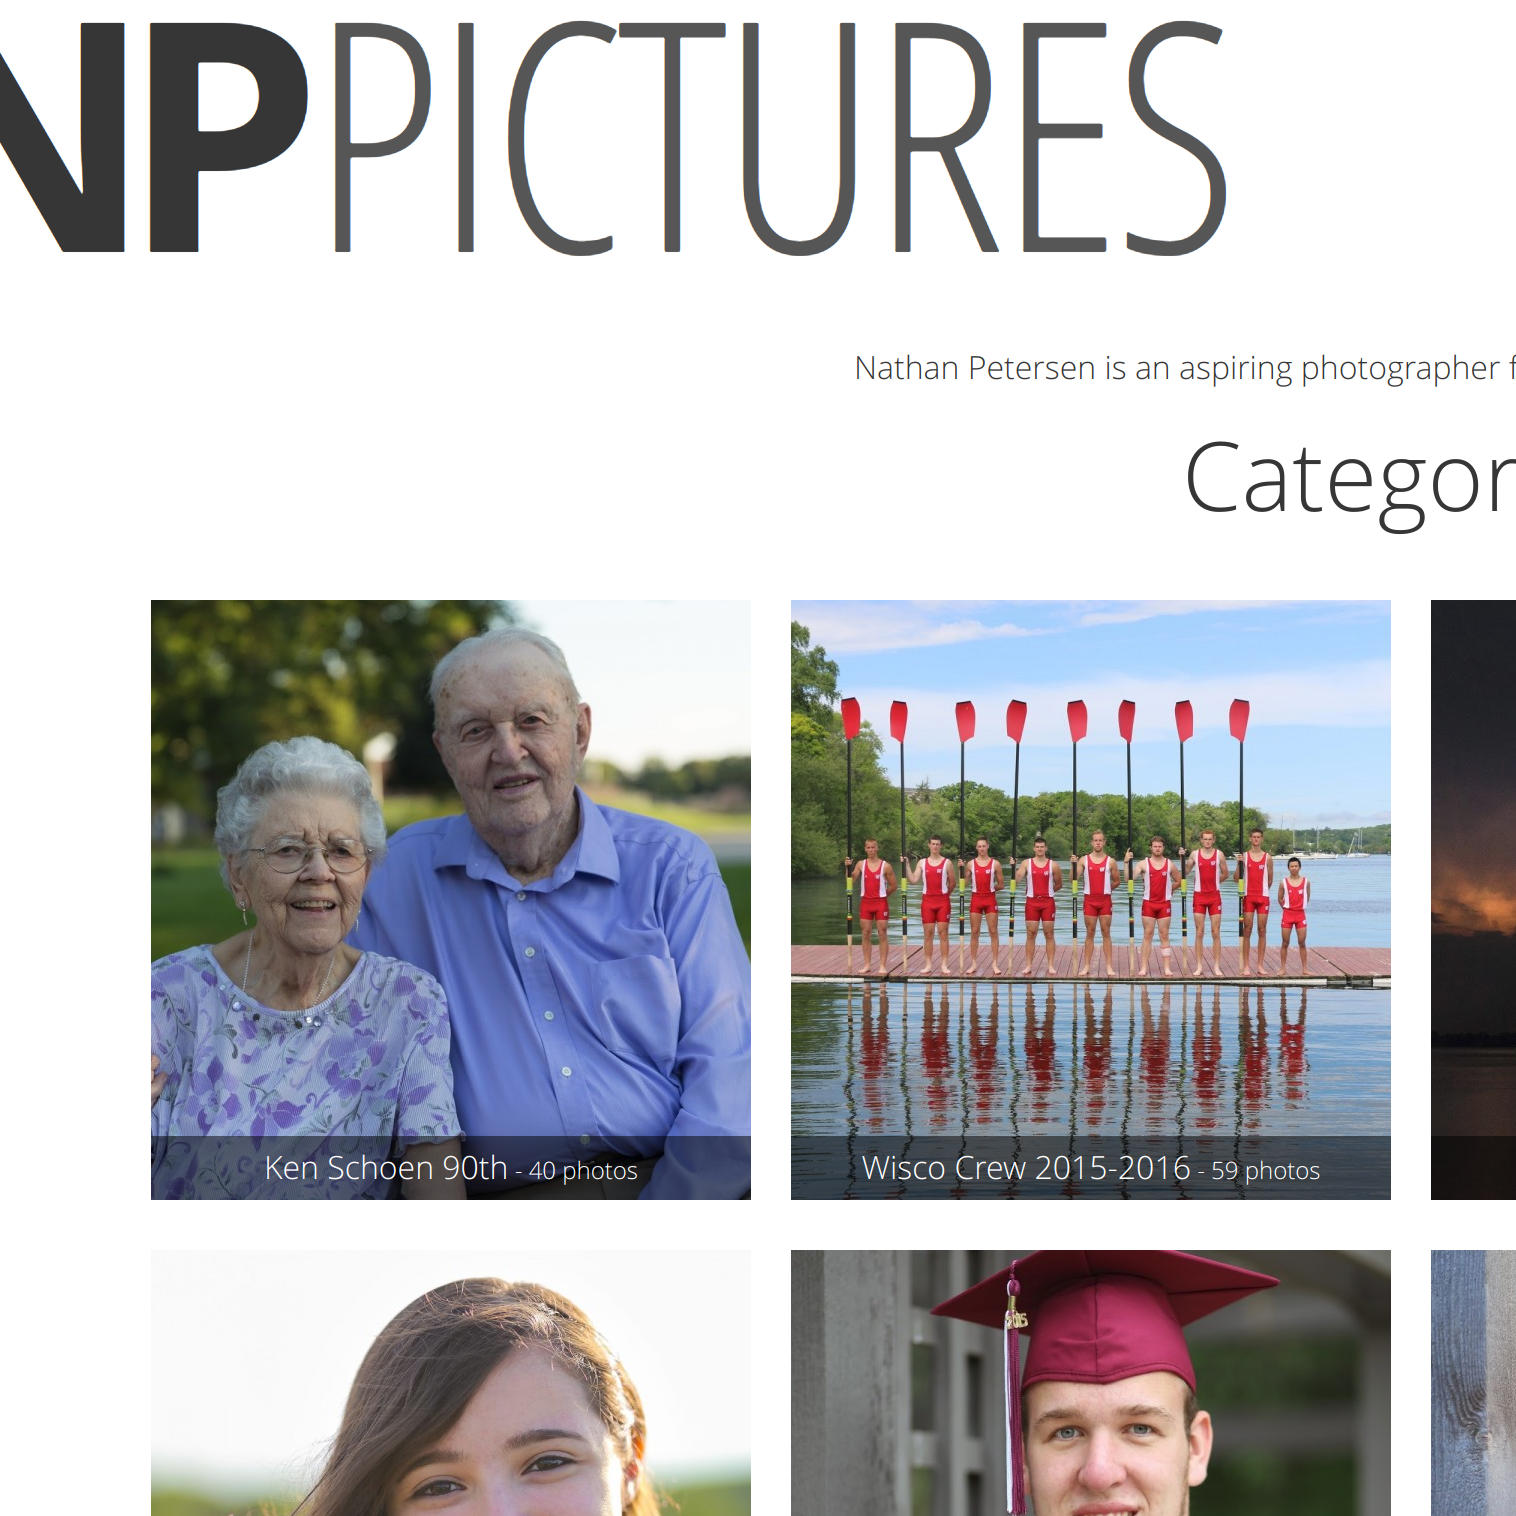 NPPICTURES
Nathan Petersen is an aspiring photographer f
Categor
Ken Schoen 90th - 40 photos
Wisco Crew 2015-2016 - 59 photos